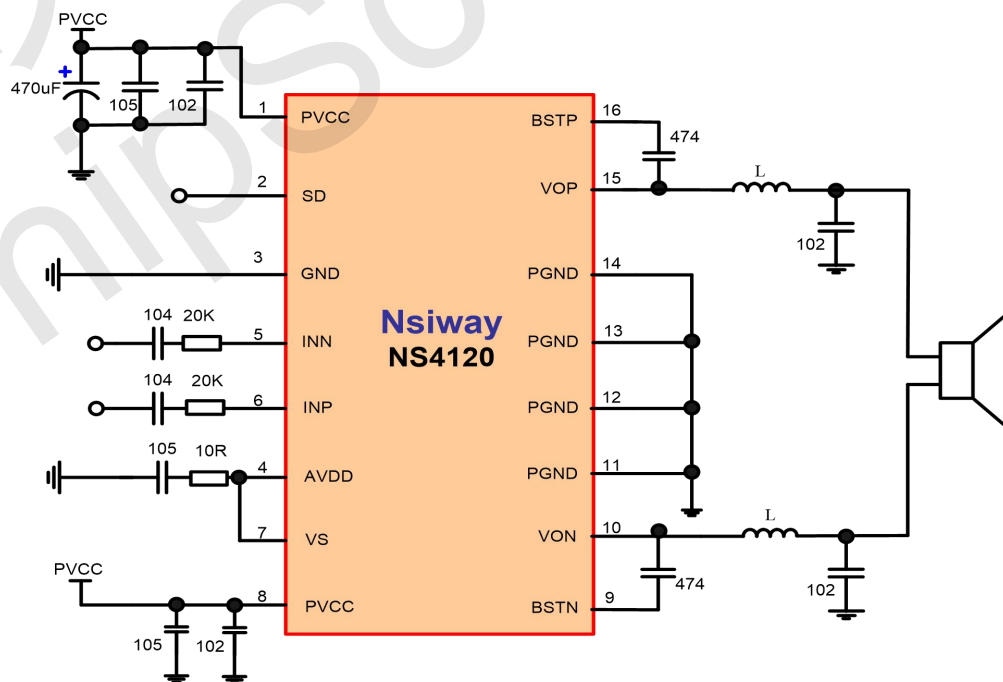 PVCC
+
470uF
105
102
1
PVCC
2
SD
3
GND
104
20K
5
INN
104
20K
6
INP
105
10R
4
AVDD
7
VS
PVCC
8
PVCC
105
102
Nsiway
NS4120
BSTP
16
474
VOP
15
L
102
PGND
14
PGND
13
PGND
12
PGND
11
VON
10
L
474
102
BSTN
9